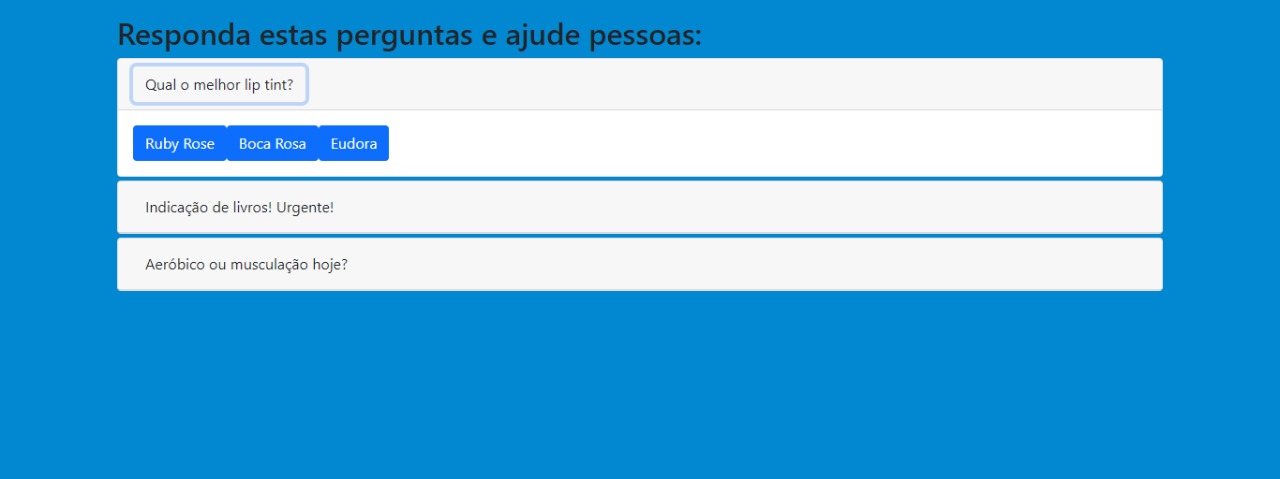 Responda estas perguntas e ajude pessoas:
Qual o melhor lip tint?
Ruby Rose Boca Rosa Eudora
Indicação de livros! Urgente!
Aeróbico ou musculação hoje?